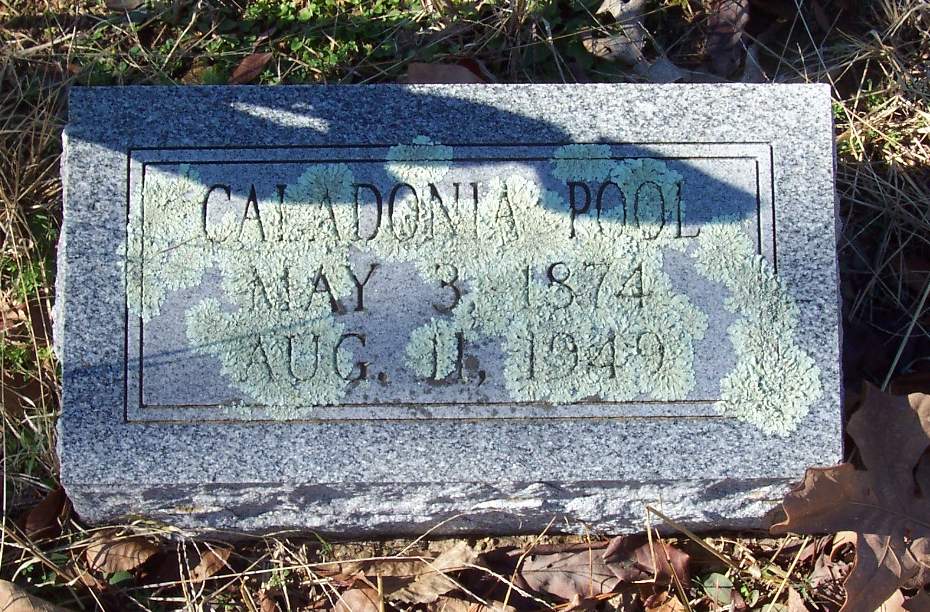 CALADONIA POOL
MAY 3, 1874
AUG. 11, 1949